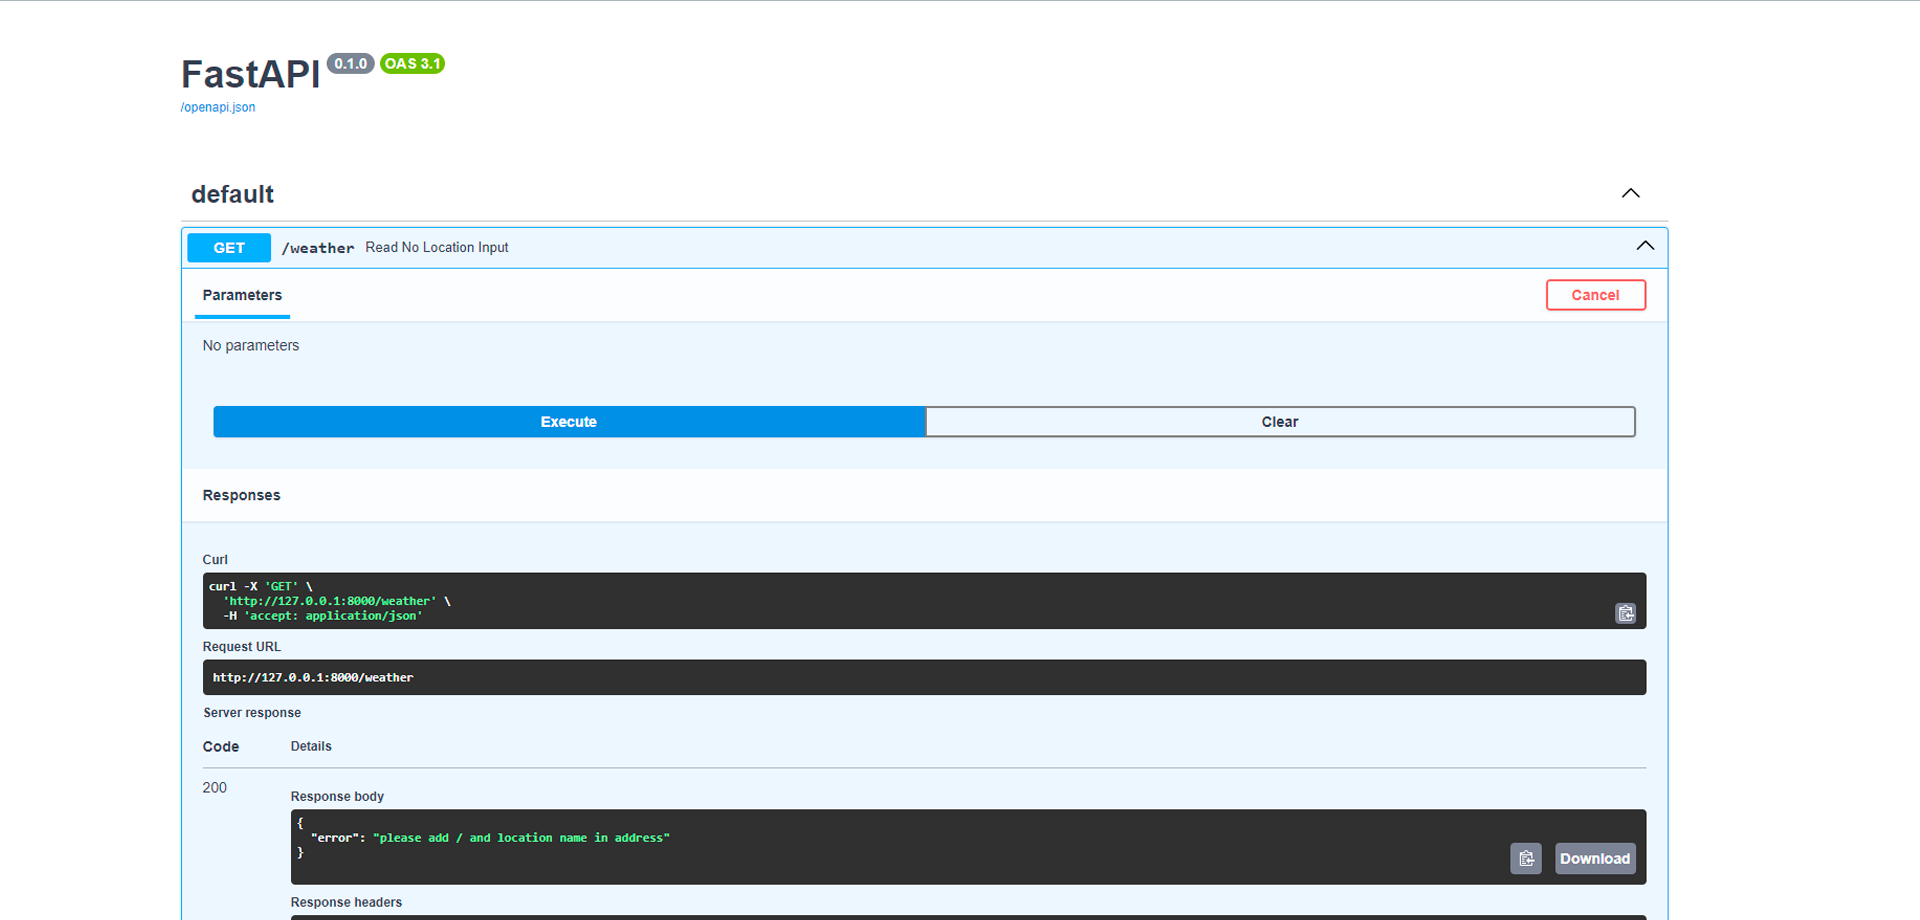 FastAPI 0.1.0 OAS 3.1
/openapi.json
default
GET /weather Read No Location Input
Parameters Cancel
No parameters
Execute Clear
Responses
Curl
curl -X 'GET' \
'http://127.0.0.1:8000/weather' \
-H 'accept: application/json'
Request URL
http://127.0.0.1:8000/weather
Server response
Code Details
200
Response body
{
"error": "please add / and location name in address"
}
Download
Response headers